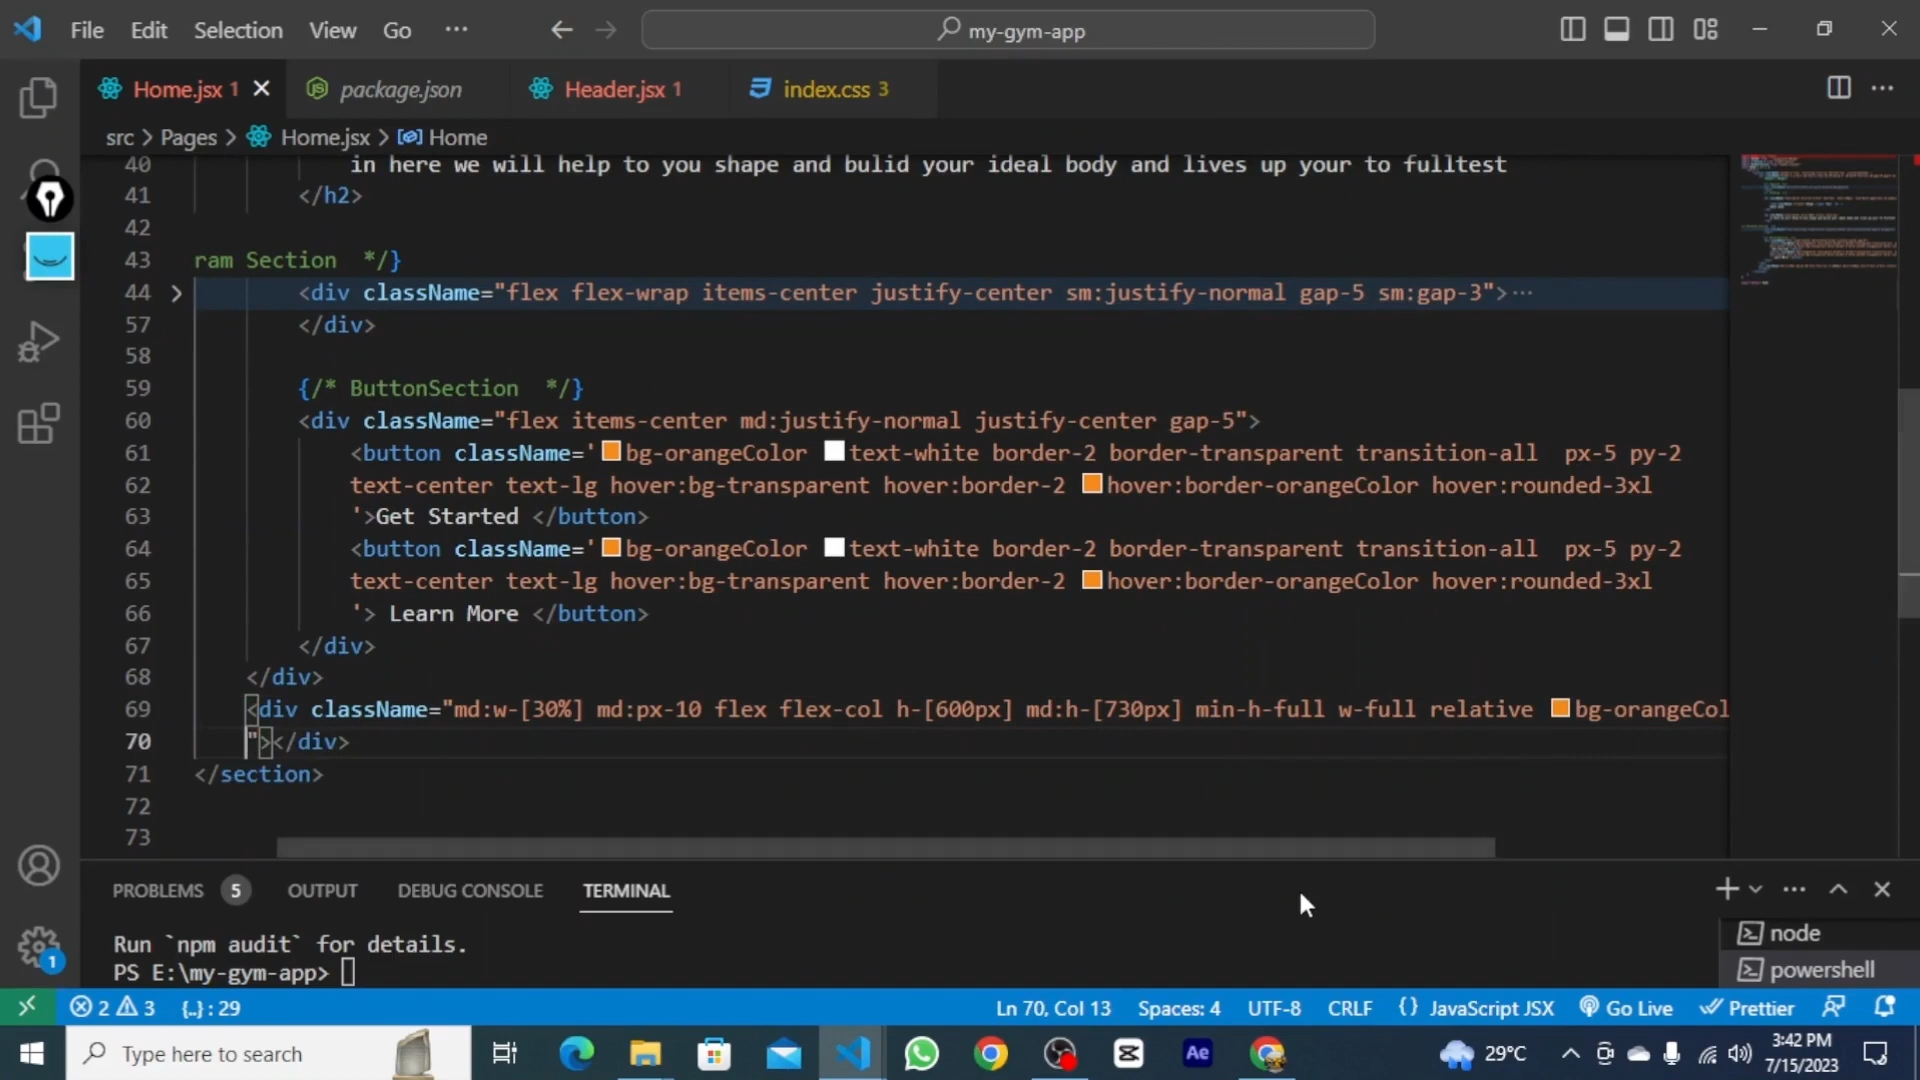 File Edit Selection View Go ··· my-gym-app
Home.jsx 1 package.json Header.jsx 1 index.css 3
src > Pages > Home.jsx > Home
40 in here we will help to you shape and bulid your ideal body and lives up your to fulltest
41 </h2>
42
43 ram Section */}
44 <div className="flex flex-wrap items-center justify-center sm:justify-normal gap-5 sm:gap-3">···
57 </div>
58
59 {/* ButtonSection */}
60 <div className="flex items-center md:justify-normal justify-center gap-5">
61 <button className='bg-orangeColor text-white border-2 border-transparent transition-all px-5 py-2
62 text-center text-lg hover:bg-transparent hover:border-2 hover:border-orangeColor hover:rounded-3xl
63 '>Get Started </button>
64 <button className='bg-orangeColor text-white border-2 border-transparent transition-all px-5 py-2
65 text-center text-lg hover:bg-transparent hover:border-2 hover:border-orangeColor hover:rounded-3xl
66 '> Learn More </button>
67 </div>
68 </div>
69 <div className="md:w-[30%] md:px-10 flex flex-col h-[600px] md:h-[730px] min-h-full w-full relative bg-orangeCol
70 "></div>
71 </section>
72
73
PROBLEMS 5 OUTPUT DEBUG CONSOLE TERMINAL
Run `npm audit` for details.
PS E:\my-gym-app>
node
powershell
2 3 {..} : 29 Ln 70, Col 13 Spaces: 4 UTF-8 CRLF {} JavaScript JSX Go Live Prettier
1
Type here to search Ae 29°C 3:42 PM
7/15/2023